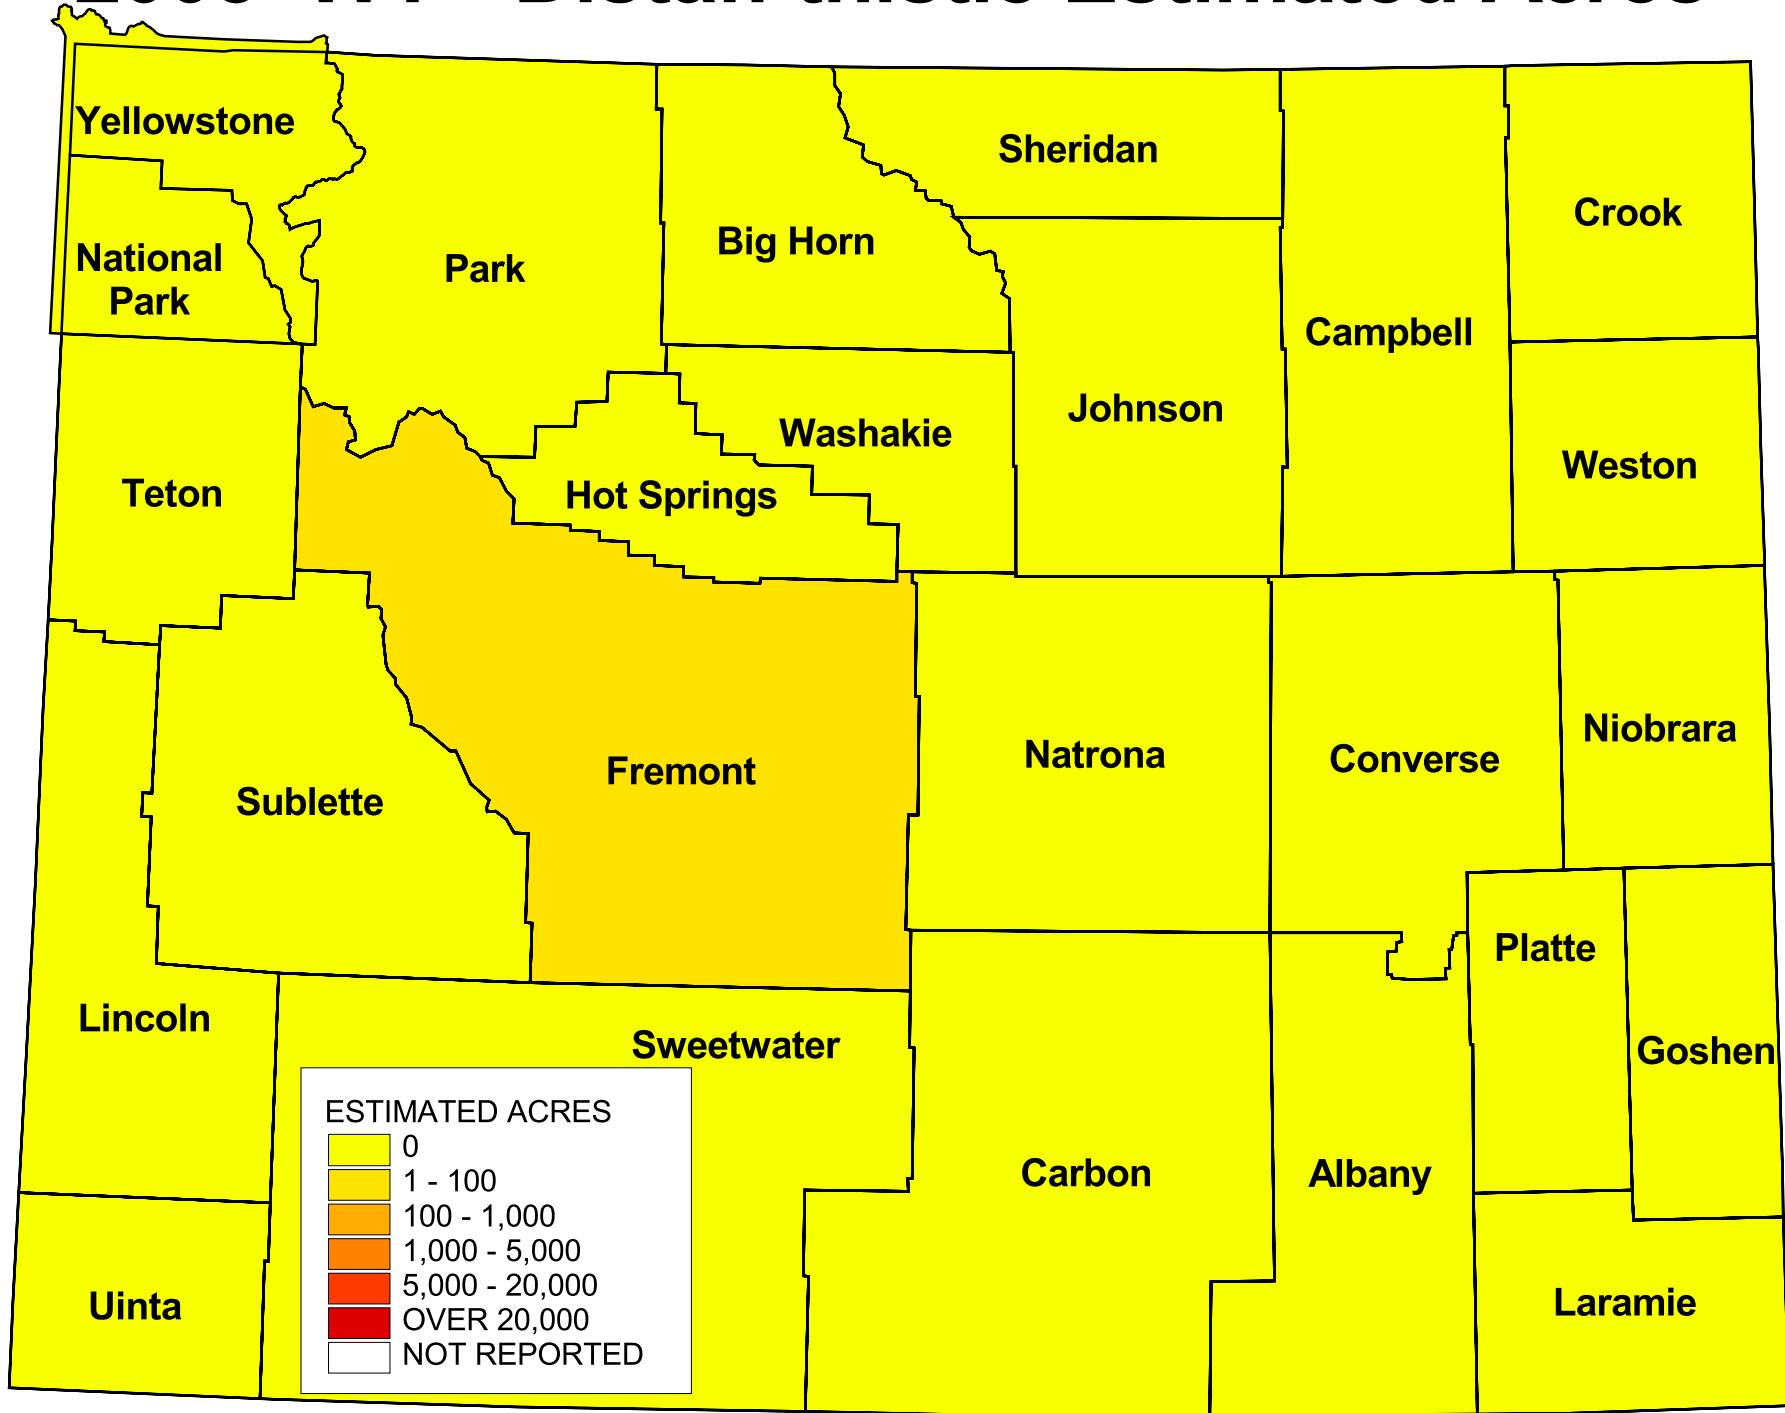 Estimated Acres
Yellowstone
National
Park
Park
Big Horn
Sheridan
Crook
Campbell
Johnson
Washakie
Weston
Hot Springs
Teton
Niobrara
Natrona
Converse
Fremont
Sublette
Platte
Lincoln
Sweetwater
Goshen
Carbon
Albany
Uinta
Laramie
ESTIMATED ACRES
0
1 - 100
100 - 1,000
1,000 - 5,000
5,000 - 20,000
OVER 20,000
NOT REPORTED